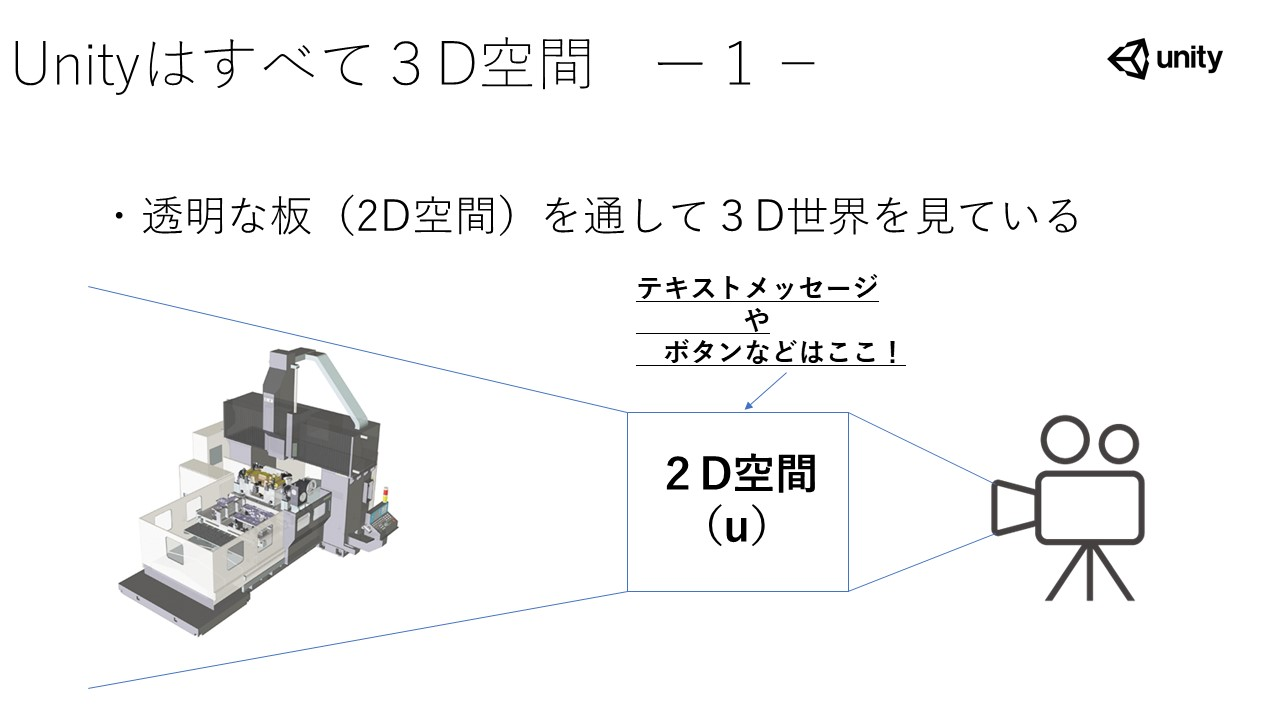 Unityはすべて３D空間　－１－
unity
・透明な板（2D空間）を通して３D世界を見ている
テキストメッセージ
や
ボタンなどはここ！
２D空間
（u）